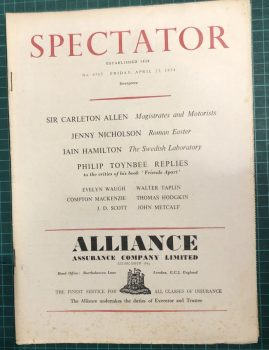 SPECTATOR
ESTABLISHED 1828
FRIDAY, APRIL 23, 1954
Sevenpence
SIR CARLETON ALLEN Magistrates and Motorists
JENNY NICHOLSON Roman Easter
IAIN HAMILTON The Swedish Laboratory
PHILIP TOYNBEE REPLIES
to the critics of his book 'Friends Apart'
EVELYN WAUGH WALTER TAPLIN
COMPTON MACKENZIE THOMAS HODGKIN
J. D. SCOTT JOHN METCALF
ALLIANCE
ASSURANCE COMPANY LIMITED
ESTABLISHED 1824
Head Office: Bartholomew Lane London, E.C.2, England
THE FINEST SERVICE FOR ALL CLASSES OF INSURANCE
The Alliance undertakes the duties of Executor and Trustee